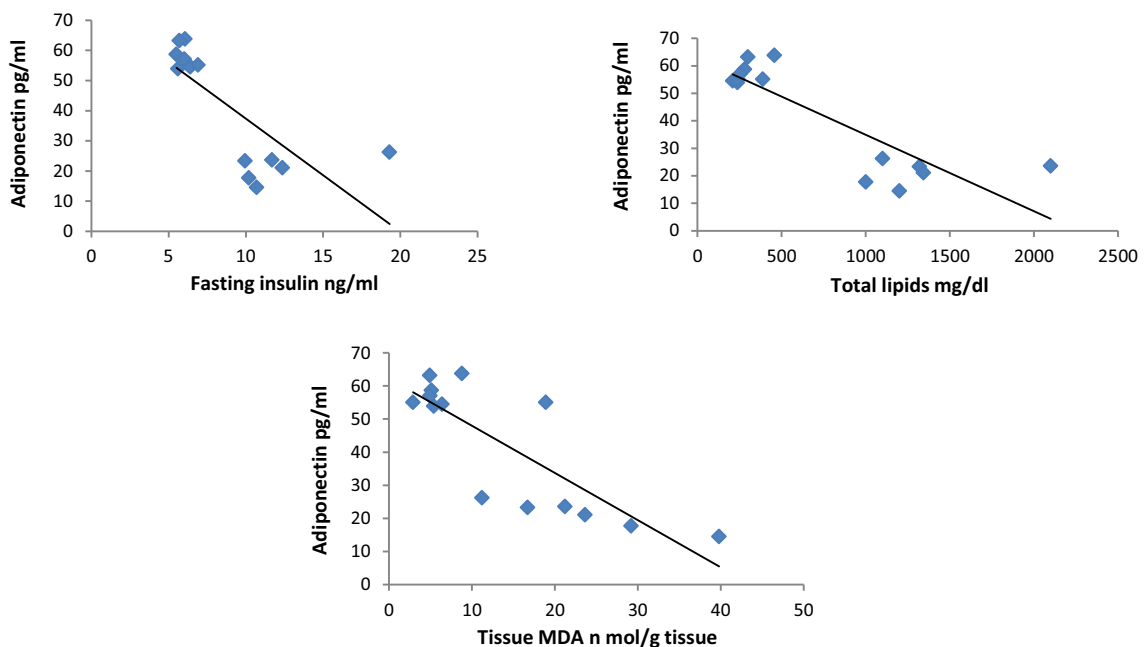 Adiponectin pg/ml
70
60
50
40
30
20
10
0
0 5 10 15 20 25
Fasting insulin ng/ml
Adiponectin pg/ml
70
60
50
40
30
20
10
0
0 500 1000 1500 2000 2500
Total lipids mg/dl
Adiponectin pg/ml
70
60
50
40
30
20
10
0
0 10 20 30 40 50
Tissue MDA n mol/g tissue